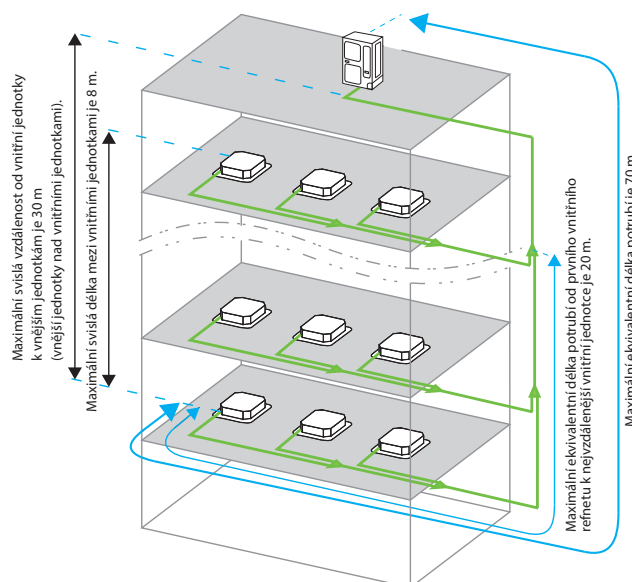 Maximální svislá vzdálenost od vnitřní jednotky
k vnějším jednotkám je 30 m
(vnější jednotky nad vnitřními jednotkami).
Maximální svislá délka mezi vnitřními jednotkami je 8 m.
Maximální ekvivalentní délka potrubí od prvního vnitřního
refnetu k nejvzdálenější vnitřní jednotce je 20 m.
Maximální ekvivalentní délka potrubí je 70 m.